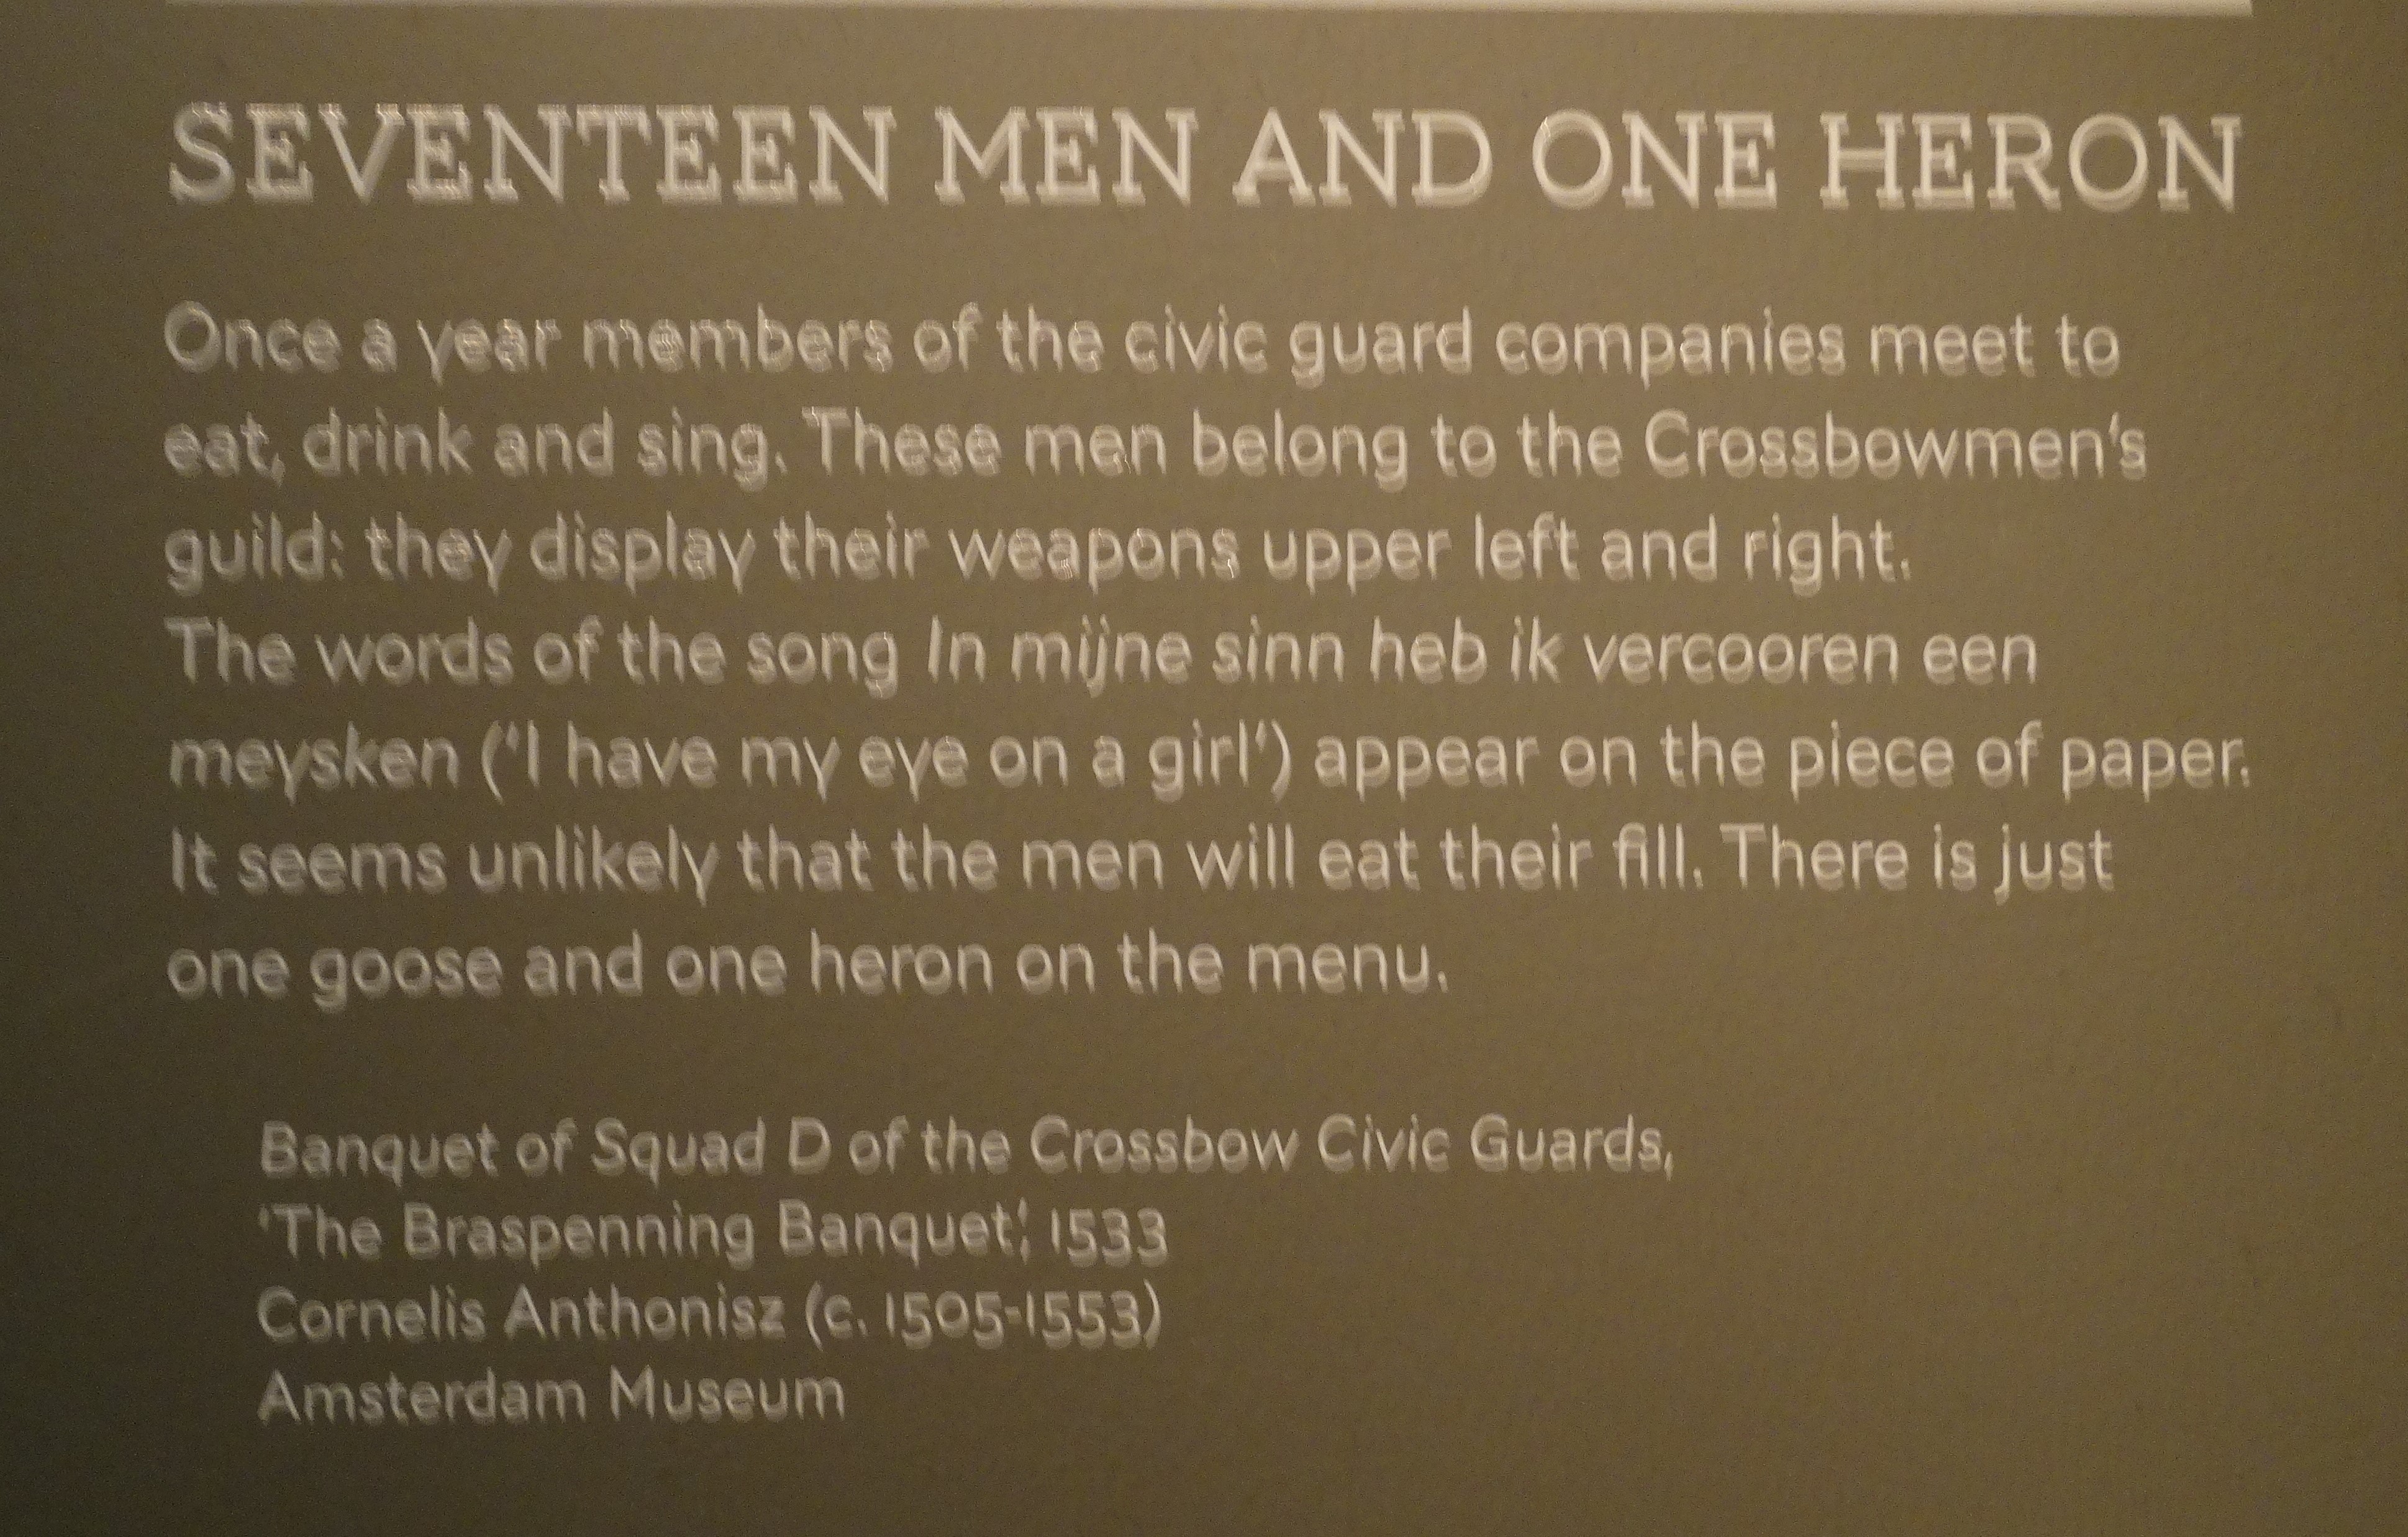 SEVENTEEN MEN AND ONE HERON
Once a year members of the civic guard companies meet to
eat, drink and sing. These men belong to the Crossbowmen's
guild: they display their weapons upper left and right.
The words of the song In mijne sinn heb ik vercooren een
meysken ('I have my eye on a girl') appear on the piece of paper.
It seems unlikely that the men will eat their fill. There is just
one goose and one heron on the menu.
Banquet of Squad D of the Crossbow Civic Guards,
'The Braspenning Banquet', 1533
Cornelis Anthonisz (c. 1505-1553)
Amsterdam Museum